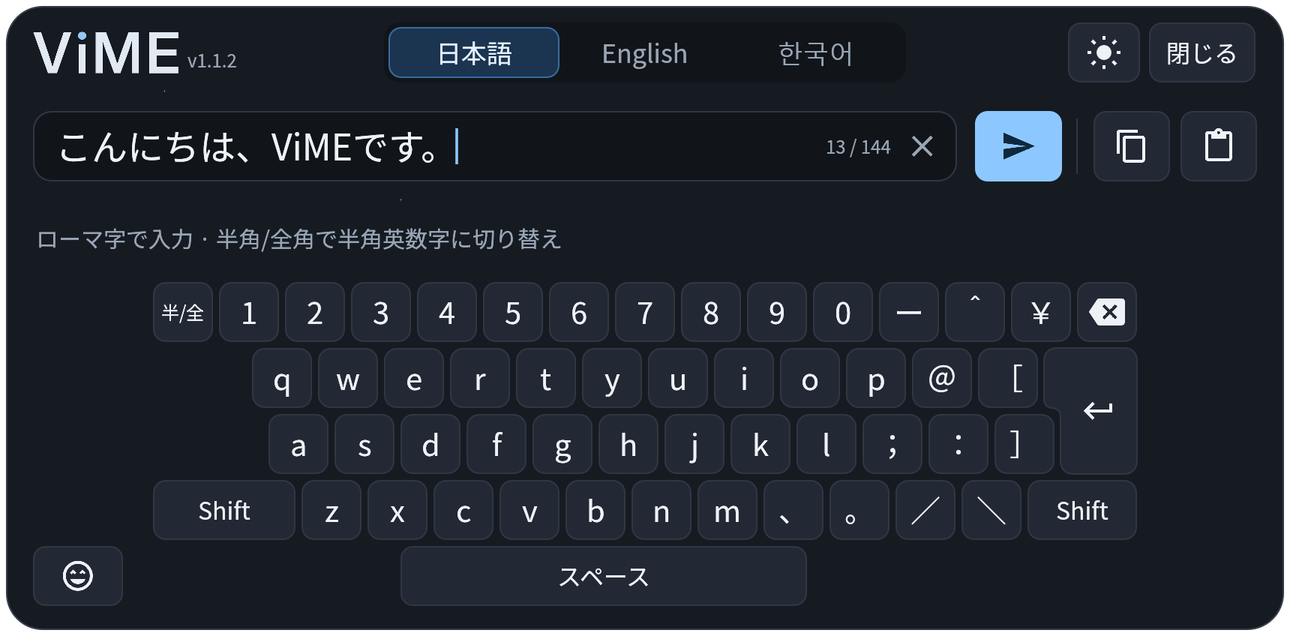 ViME v1.1.2 日本語 English 한국어 閉じる
こんにちは、ViMEです。 13 / 144
ローマ字で入力・半角/全角で半角英数字に切り替え
半/全 1 2 3 4 5 6 7 8 9 0 ー ^ ¥
q w e r t y u i o p @ [
a s d f g h j k l ; : ]
Shift z x c v b n m 、 。 ／ ＼ Shift
スペース